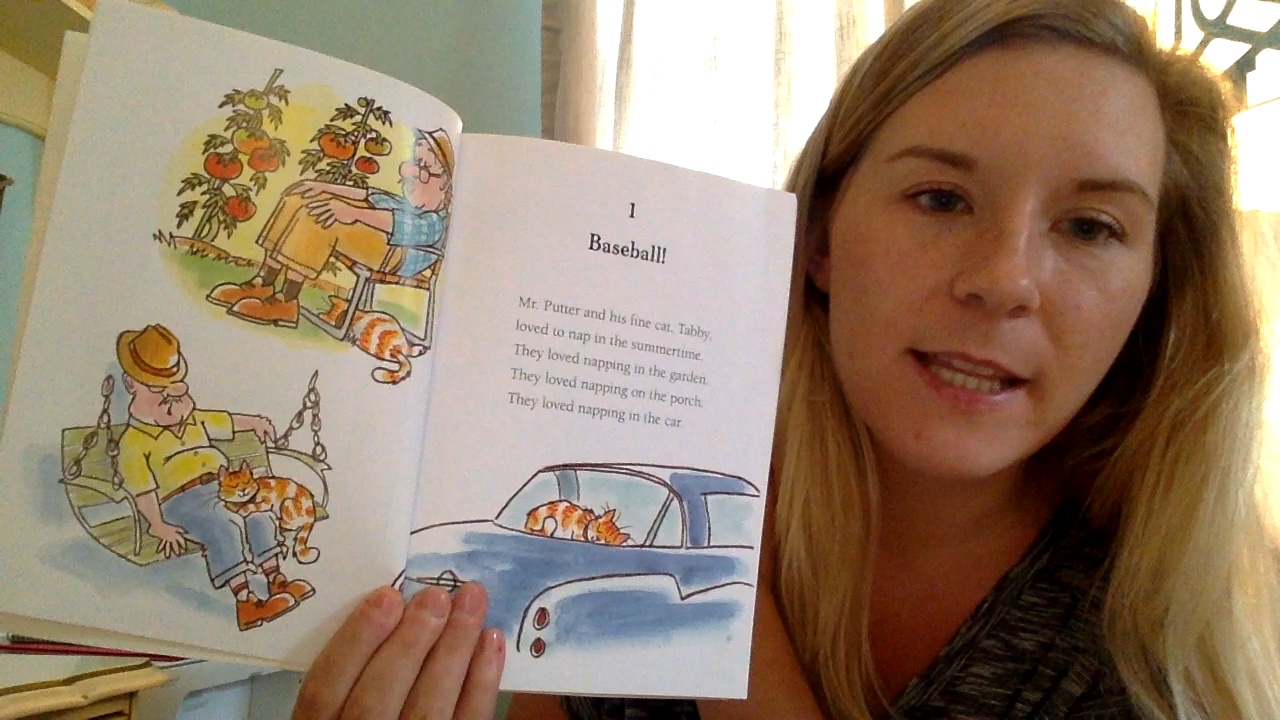 1
Baseball!
Mr. Putter and his fine cat, Tabby,
loved to nap in the summertime.
They loved napping in the garden.
They loved napping on the porch.
They loved napping in the car.